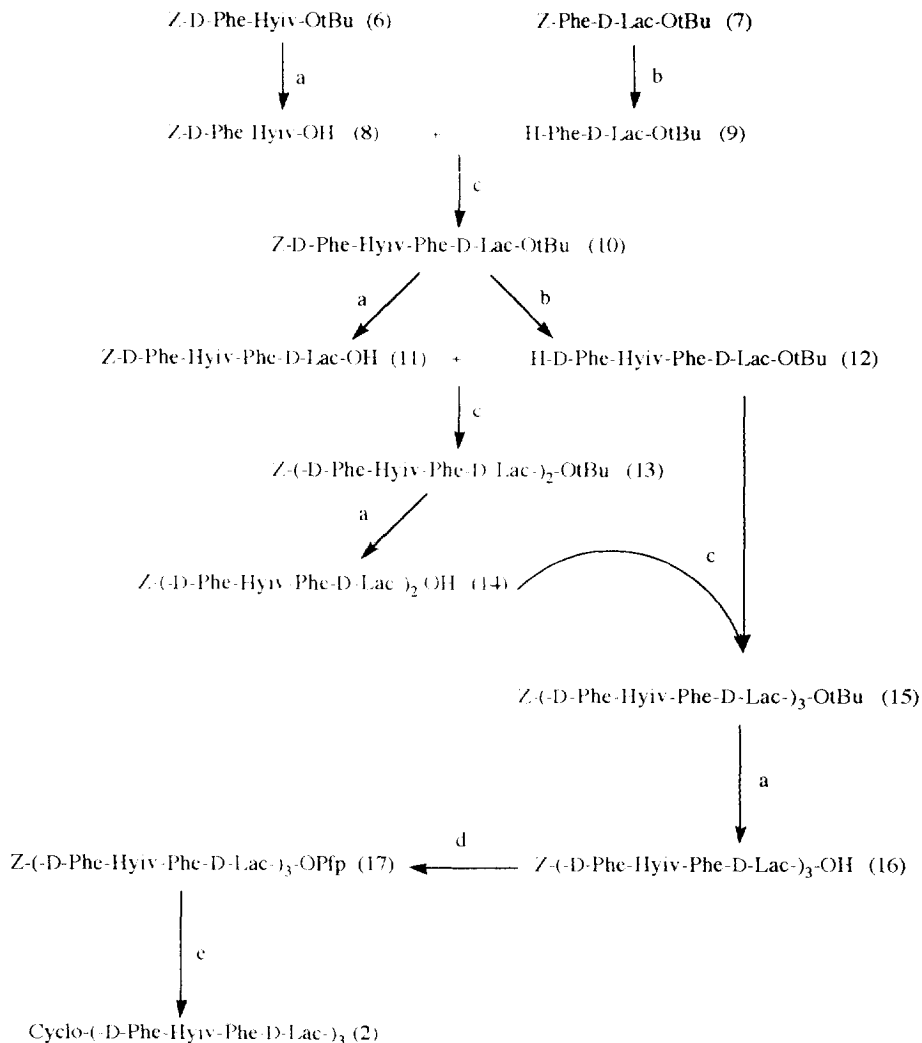 Z-D-Phe-Hyiv-OtBu (6) Z-Phe-D-Lac-OtBu (7)
a b
Z-D-Phe Hyiv-OH (8) + H-Phe-D-Lac-OtBu (9)
c
Z-D-Phe-Hyiv-Phe-D-Lac-OtBu (10)
a b
Z-D-Phe-Hyiv-Phe-D-Lac-OH (11) + H-D-Phe-Hyiv-Phe-D-Lac-OtBu (12)
c
Z-(-D-Phe-Hyiv-Phe-D Lac-)2-OtBu (13)
a
c
Z-(-D-Phe-Hyiv-Phe-D-Lac )2 OH (14)
Z-(-D-Phe-Hyiv-Phe-D-Lac-)3-OtBu (15)
a
Z-(-D-Phe-Hyiv-Phe-D-Lac-)3-OPfp (17) d Z-(-D-Phe-Hyiv-Phe-D-Lac-)3-OH (16)
e
Cyclo-(-D-Phe-Hyiv-Phe-D-Lac-)3 (2)